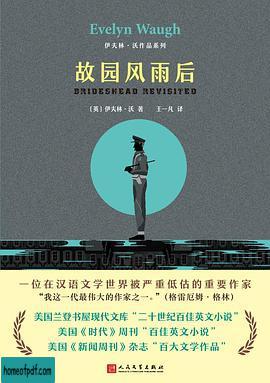 Evelyn Waugh
伊夫林·沃作品系列
故园风雨后
BRIDESHEAD REVISITED
〔英〕伊夫林·沃 著 王一凡 译
一位在汉语文学世界被严重低估的重要作家
“我这一代最伟大的作家之一。”(格雷厄姆·格林)
美国兰登书屋现代文库“二十世纪百佳英文小说”
美国《时代》周刊“百佳英文小说”
美国《新闻周刊》杂志“百大文学作品”
人民文学出版社
homeofpdf.com